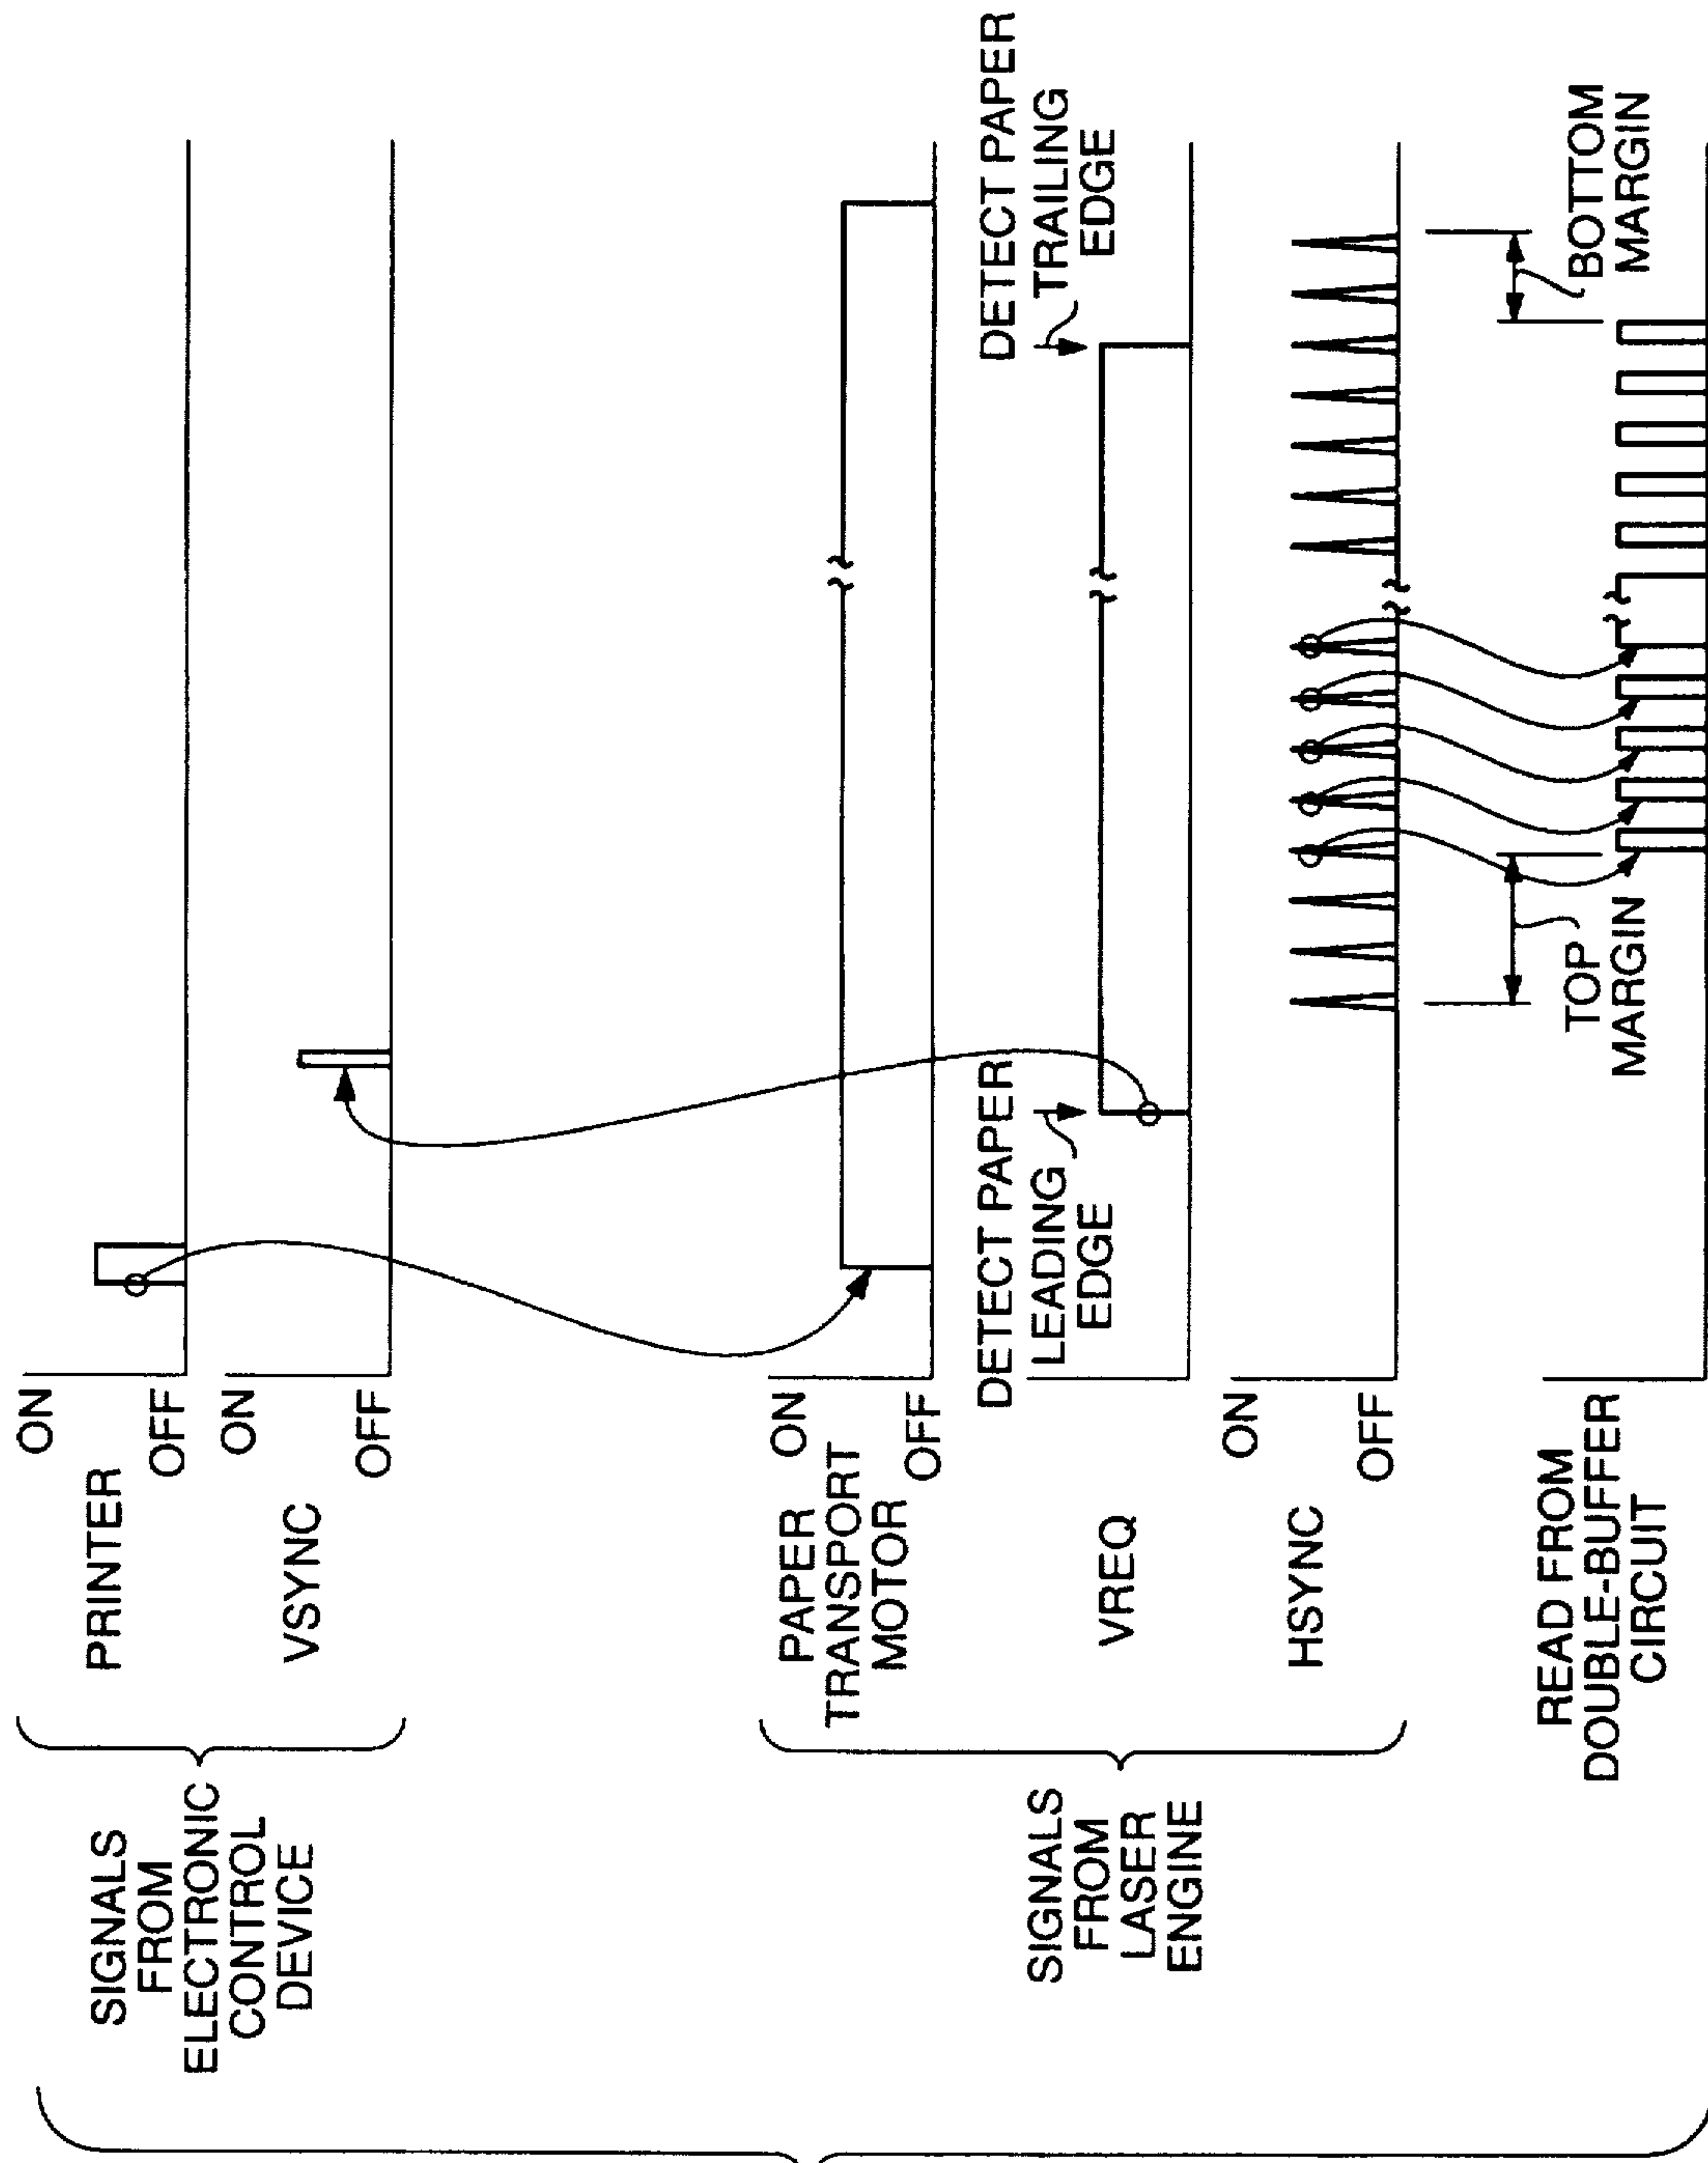 SIGNALS
FROM
ELECTRONIC
CONTROL
DEVICE
PRINTER
ON
OFF
VSYNC
ON
OFF
SIGNALS
FROM
LASER
ENGINE
PAPER
TRANSPORT
MOTOR
ON
OFF
DETECT PAPER
LEADING
EDGE
DETECT PAPER
TRAILING
EDGE
VREQ
HSYNC
ON
OFF
TOP
MARGIN
BOTTOM
MARGIN
READ FROM
DOUBLE-BUFFER
CIRCUIT